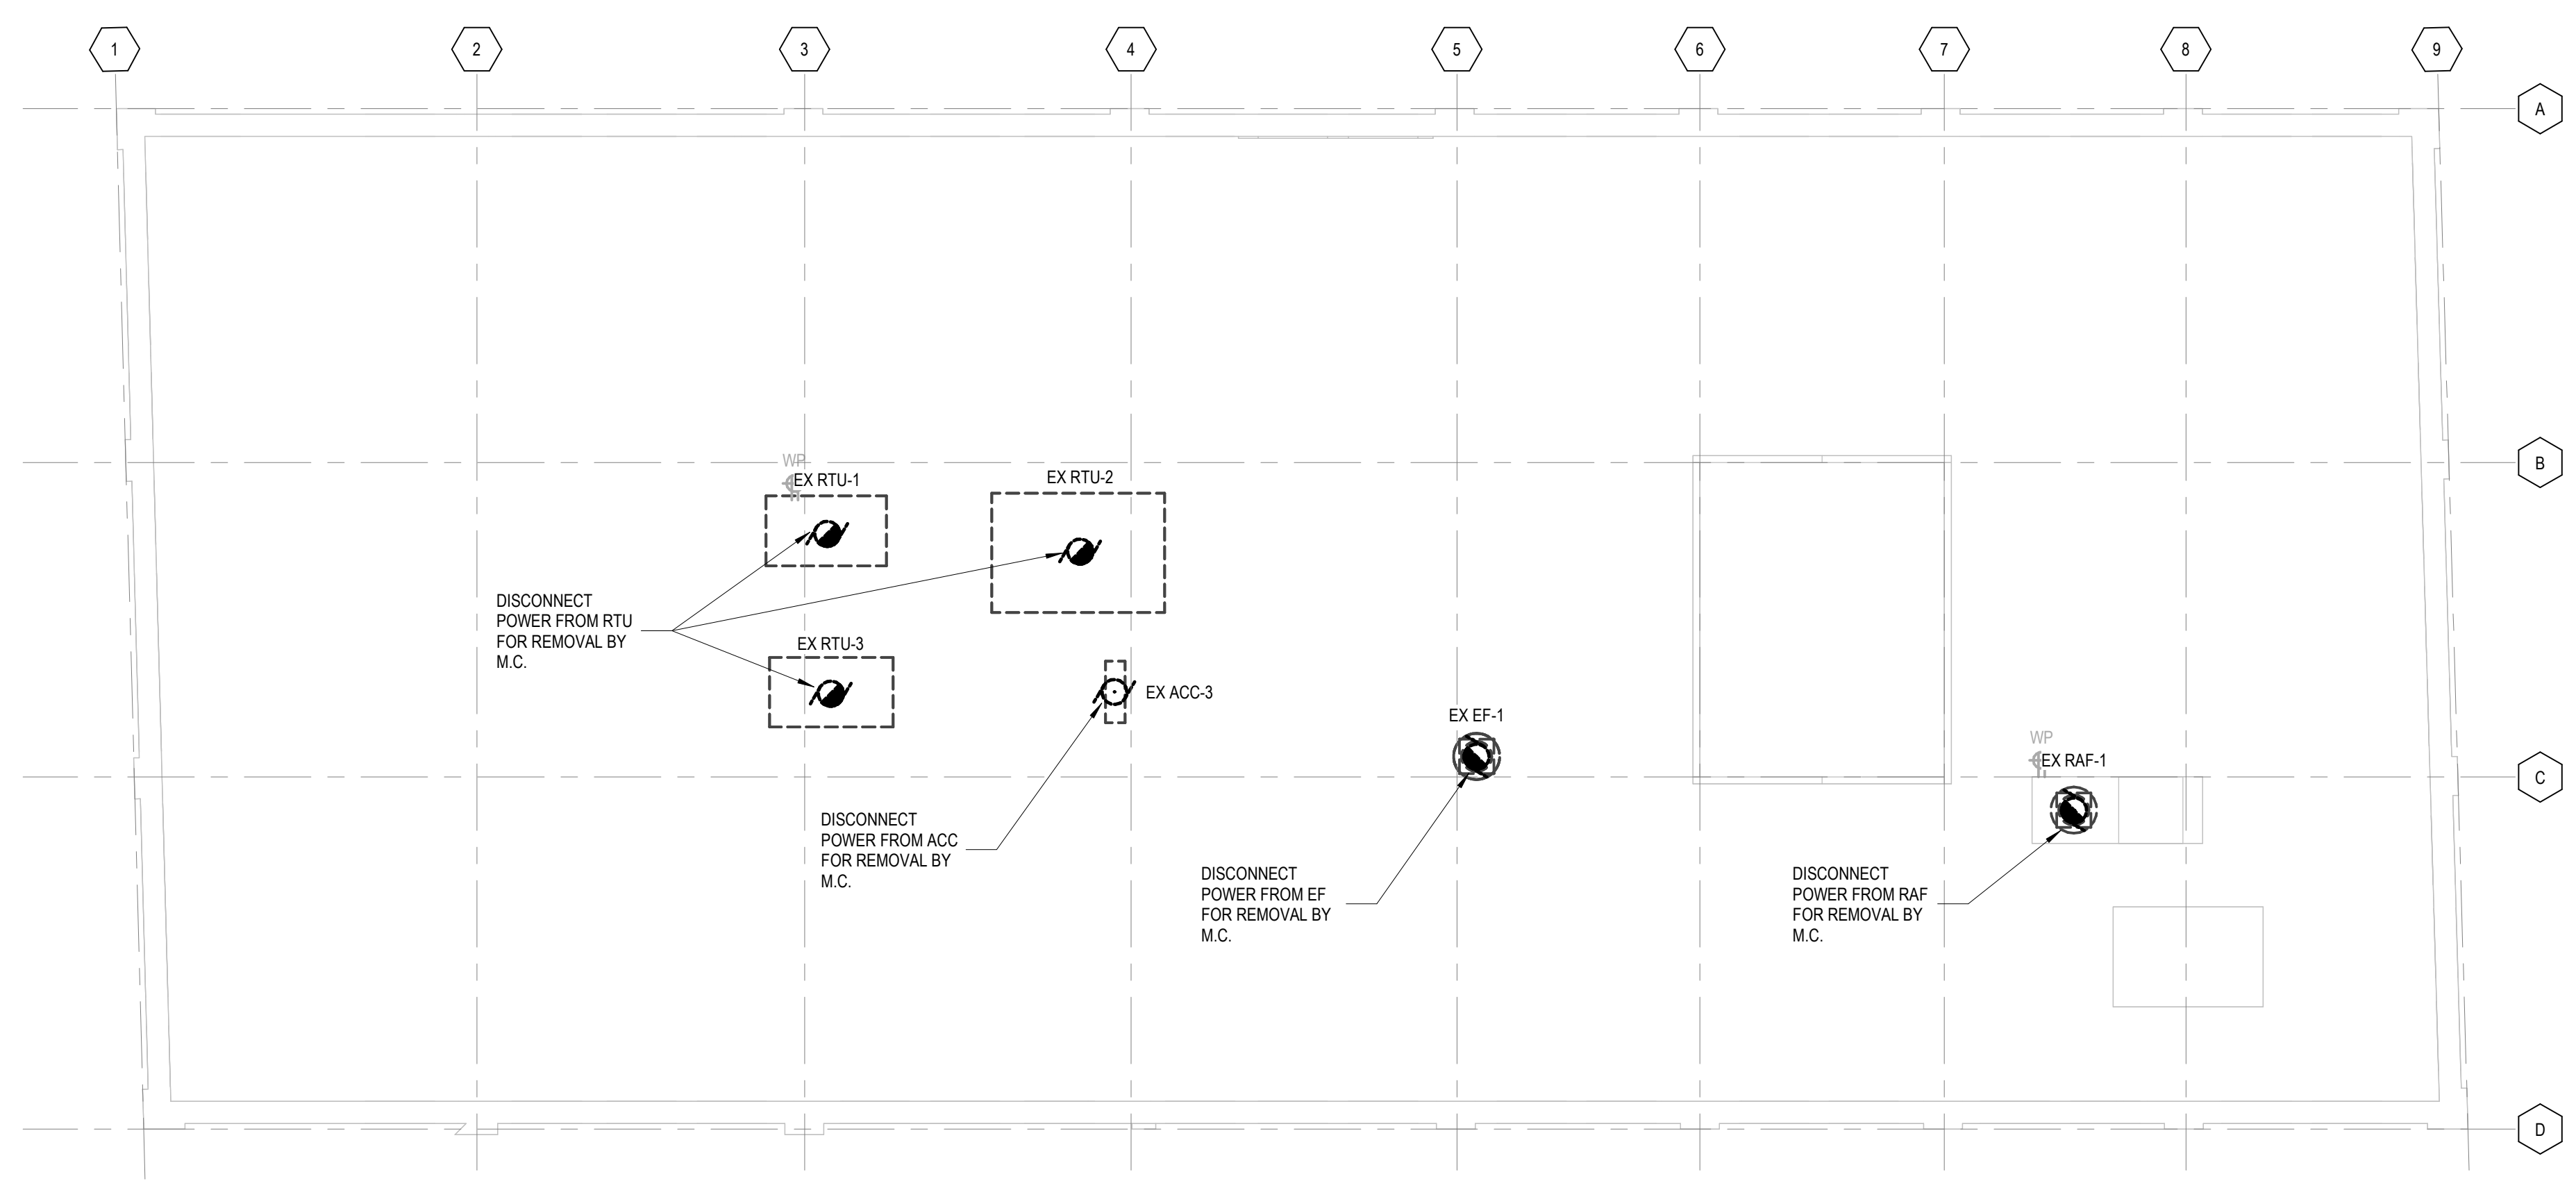 1
2
3
4
5
6
7
8
9
A
B
WP
EX RTU-1
EX RTU-2
DISCONNECT
POWER FROM RTU
FOR REMOVAL BY
M.C.
EX RTU-3
EX ACC-3
EX EF-1
WP
EX RAF-1
C
DISCONNECT
POWER FROM ACC
FOR REMOVAL BY
M.C.
DISCONNECT
POWER FROM EF
FOR REMOVAL BY
M.C.
DISCONNECT
POWER FROM RAF
FOR REMOVAL BY
M.C.
D